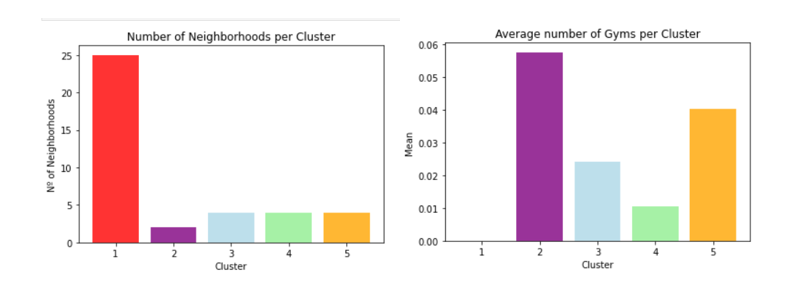 Number of Neighborhoods per Cluster
25
20
15
10
5
0
Nº of Neighborhoods
1 2 3 4 5
Cluster
Average number of Gyms per Cluster
0.06
0.05
0.04
0.03
0.02
0.01
0.00
Mean
1 2 3 4 5
Cluster